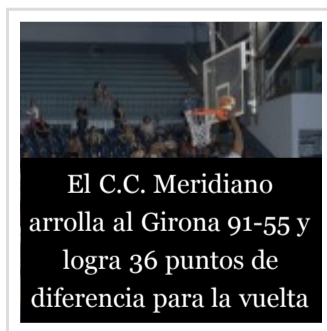 El C.C. Meridiano
arrolla al Girona 91-55 y
logra 36 puntos de
diferencia para la vuelta